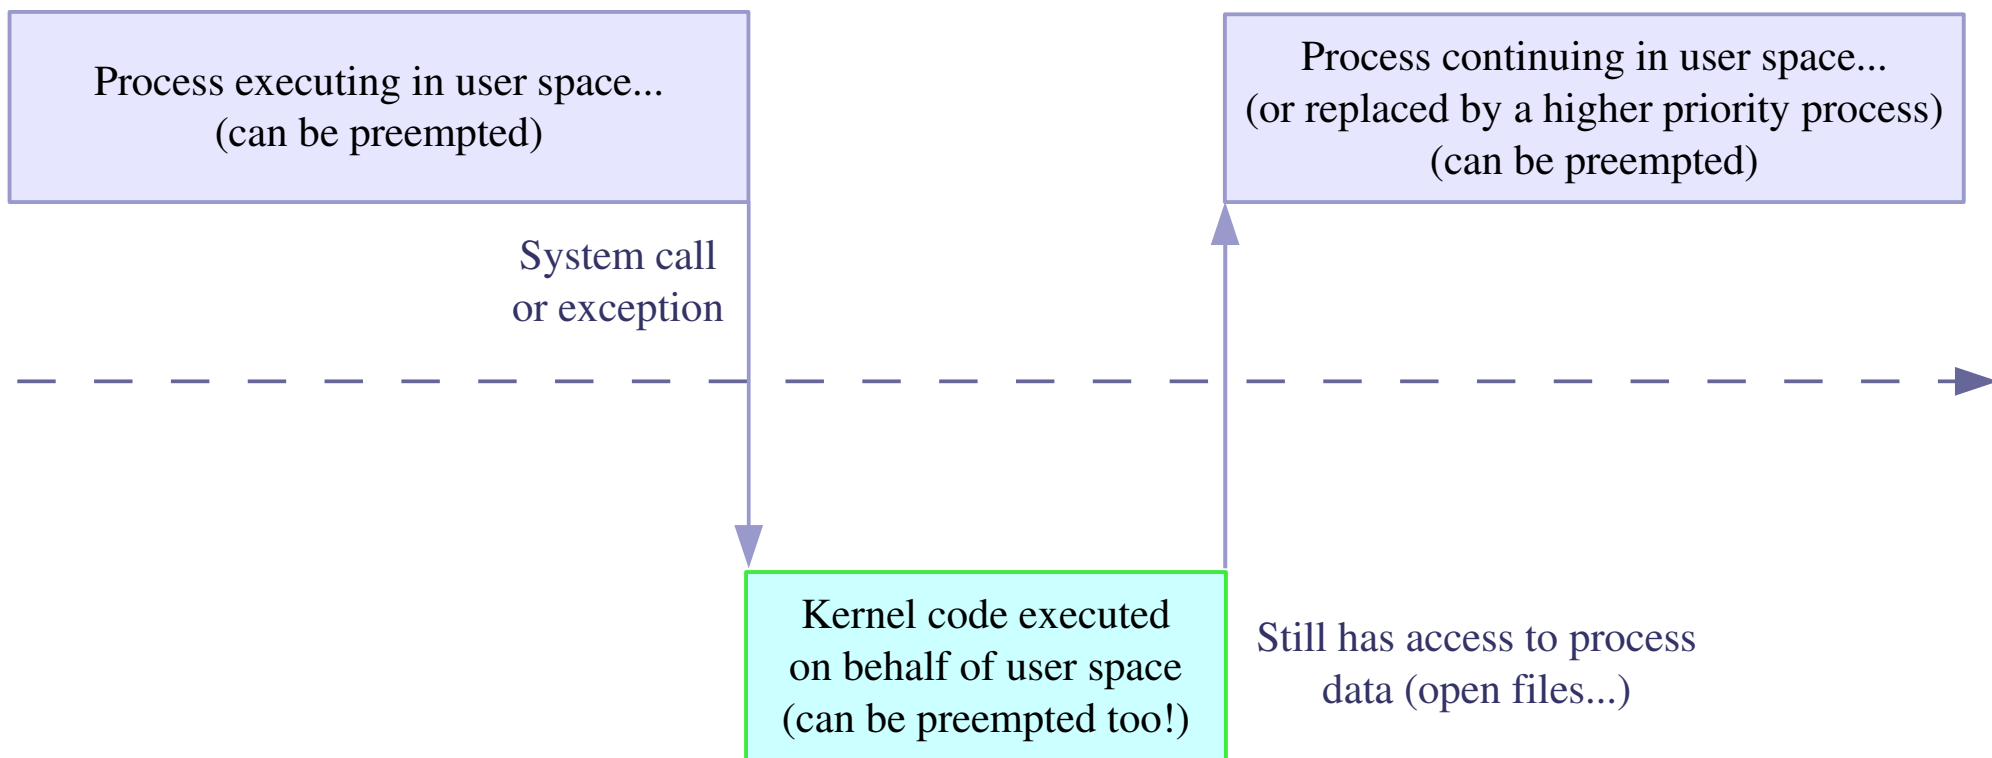 Process executing in user space...
(can be preempted)
Process continuing in user space...
(or replaced by a higher priority process)
(can be preempted)
System call
or exception
Kernel code executed
on behalf of user space
(can be preempted too!)
Still has access to process
data (open files...)